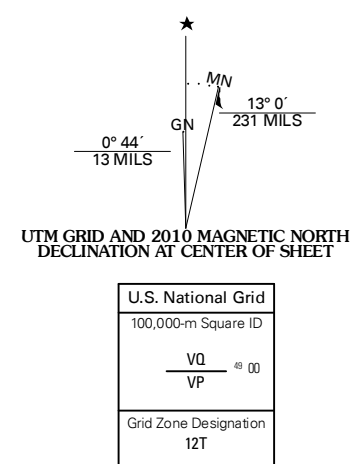 ★
MN
GN
13° 0´
231 MILS
0° 44´
13 MILS
UTM GRID AND 2010 MAGNETIC NORTH
DECLINATION AT CENTER OF SHEET
U.S. National Grid
100,000-m Square ID
VQ
49 00
VP
Grid Zone Designation
12T